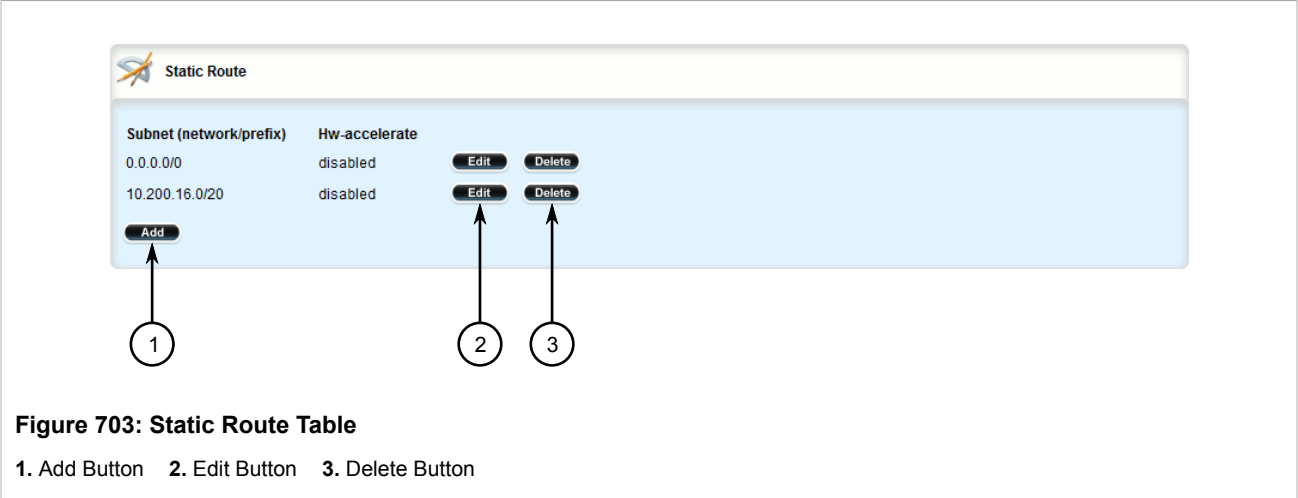 Static Route
Subnet (network/prefix) Hw-accelerate
0.0.0.0/0 disabled Edit Delete
10.200.16.0/20 disabled Edit Delete
Add
1 2 3
Figure 703: Static Route Table
1. Add Button 2. Edit Button 3. Delete Button